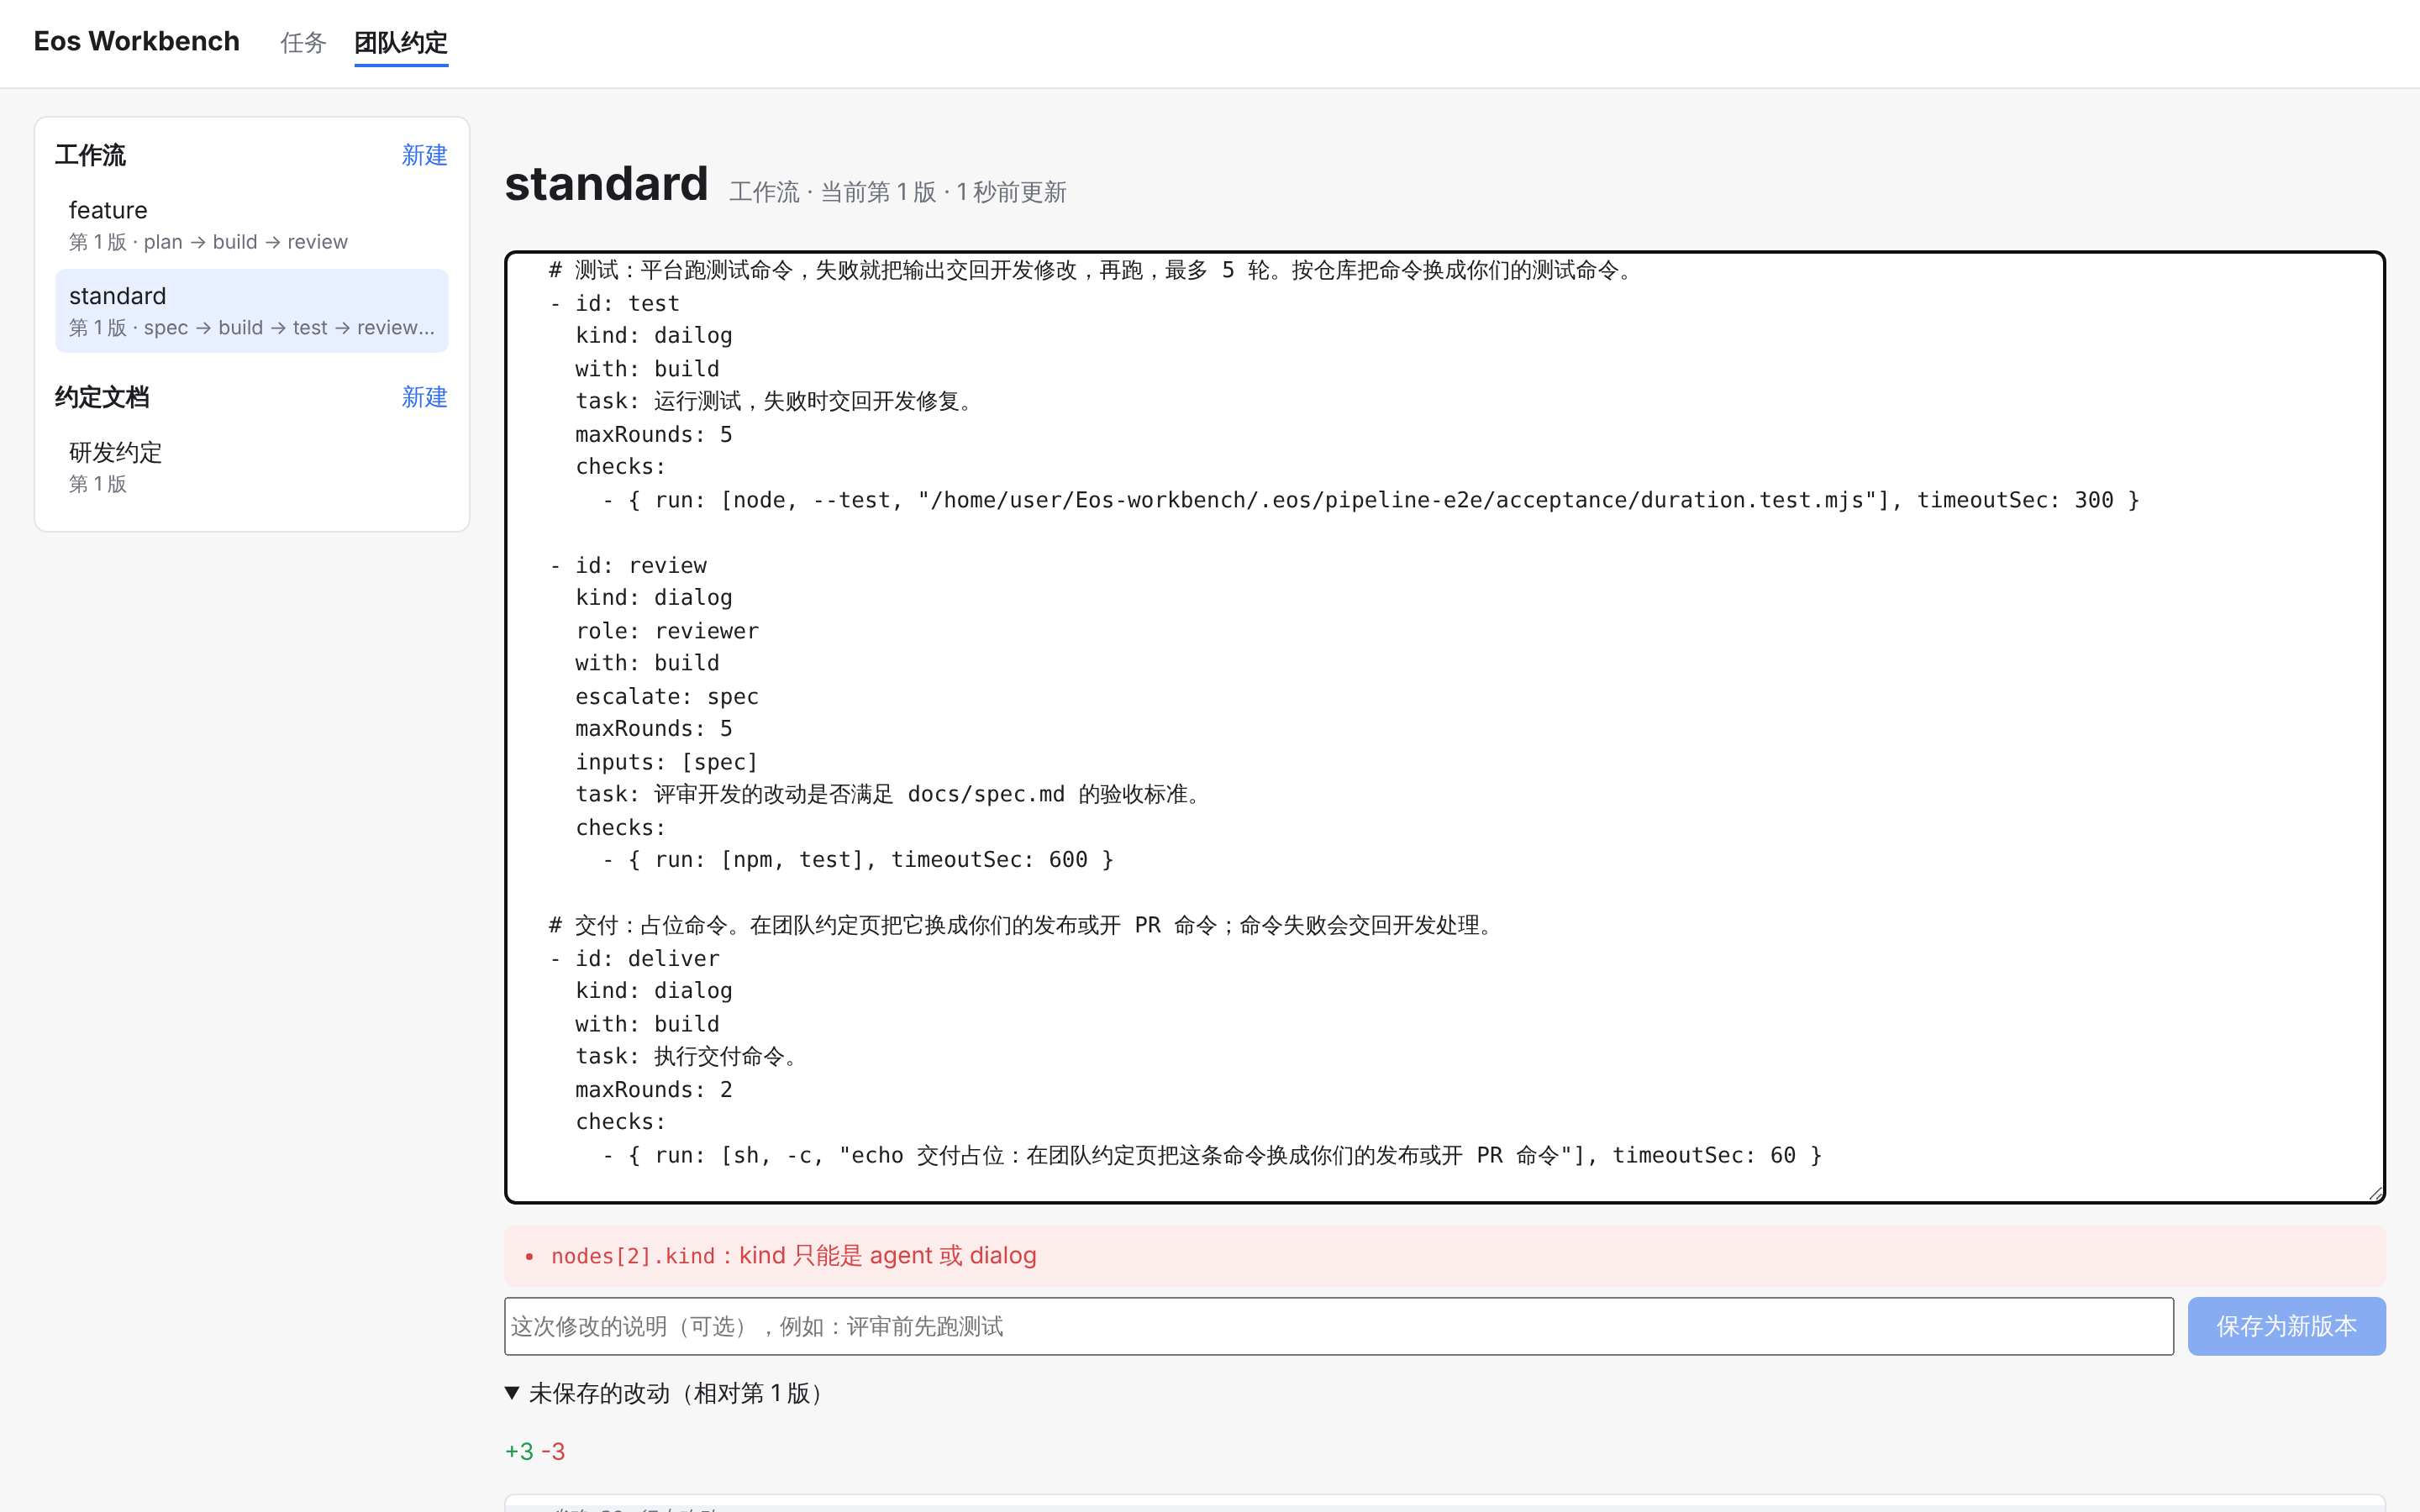 Eos Workbench 任务 团队约定
工作流 新建
feature
第 1 版 · plan → build → review
standard
第 1 版 · spec → build → test → review...
约定文档 新建
研发约定
第 1 版
standard 工作流 · 当前第 1 版 · 1 秒前更新
# 测试：平台跑测试命令，失败就把输出交回开发修改，再跑，最多 5 轮。按仓库把命令换成你们的测试命令。
- id: test
kind: dailog
with: build
task: 运行测试，失败时交回开发修复。
maxRounds: 5
checks:
- { run: [node, --test, "/home/user/Eos-workbench/.eos/pipeline-e2e/acceptance/duration.test.mjs"], timeoutSec: 300 }
- id: review
kind: dialog
role: reviewer
with: build
escalate: spec
maxRounds: 5
inputs: [spec]
task: 评审开发的改动是否满足 docs/spec.md 的验收标准。
checks:
- { run: [npm, test], timeoutSec: 600 }
# 交付：占位命令。在团队约定页把它换成你们的发布或开 PR 命令；命令失败会交回开发处理。
- id: deliver
kind: dialog
with: build
task: 执行交付命令。
maxRounds: 2
checks:
- { run: [sh, -c, "echo 交付占位：在团队约定页把这条命令换成你们的发布或开 PR 命令"], timeoutSec: 60 }
• nodes[2].kind：kind 只能是 agent 或 dialog
这次修改的说明（可选），例如：评审前先跑测试 保存为新版本
▼ 未保存的改动（相对第 1 版）
+3 -3